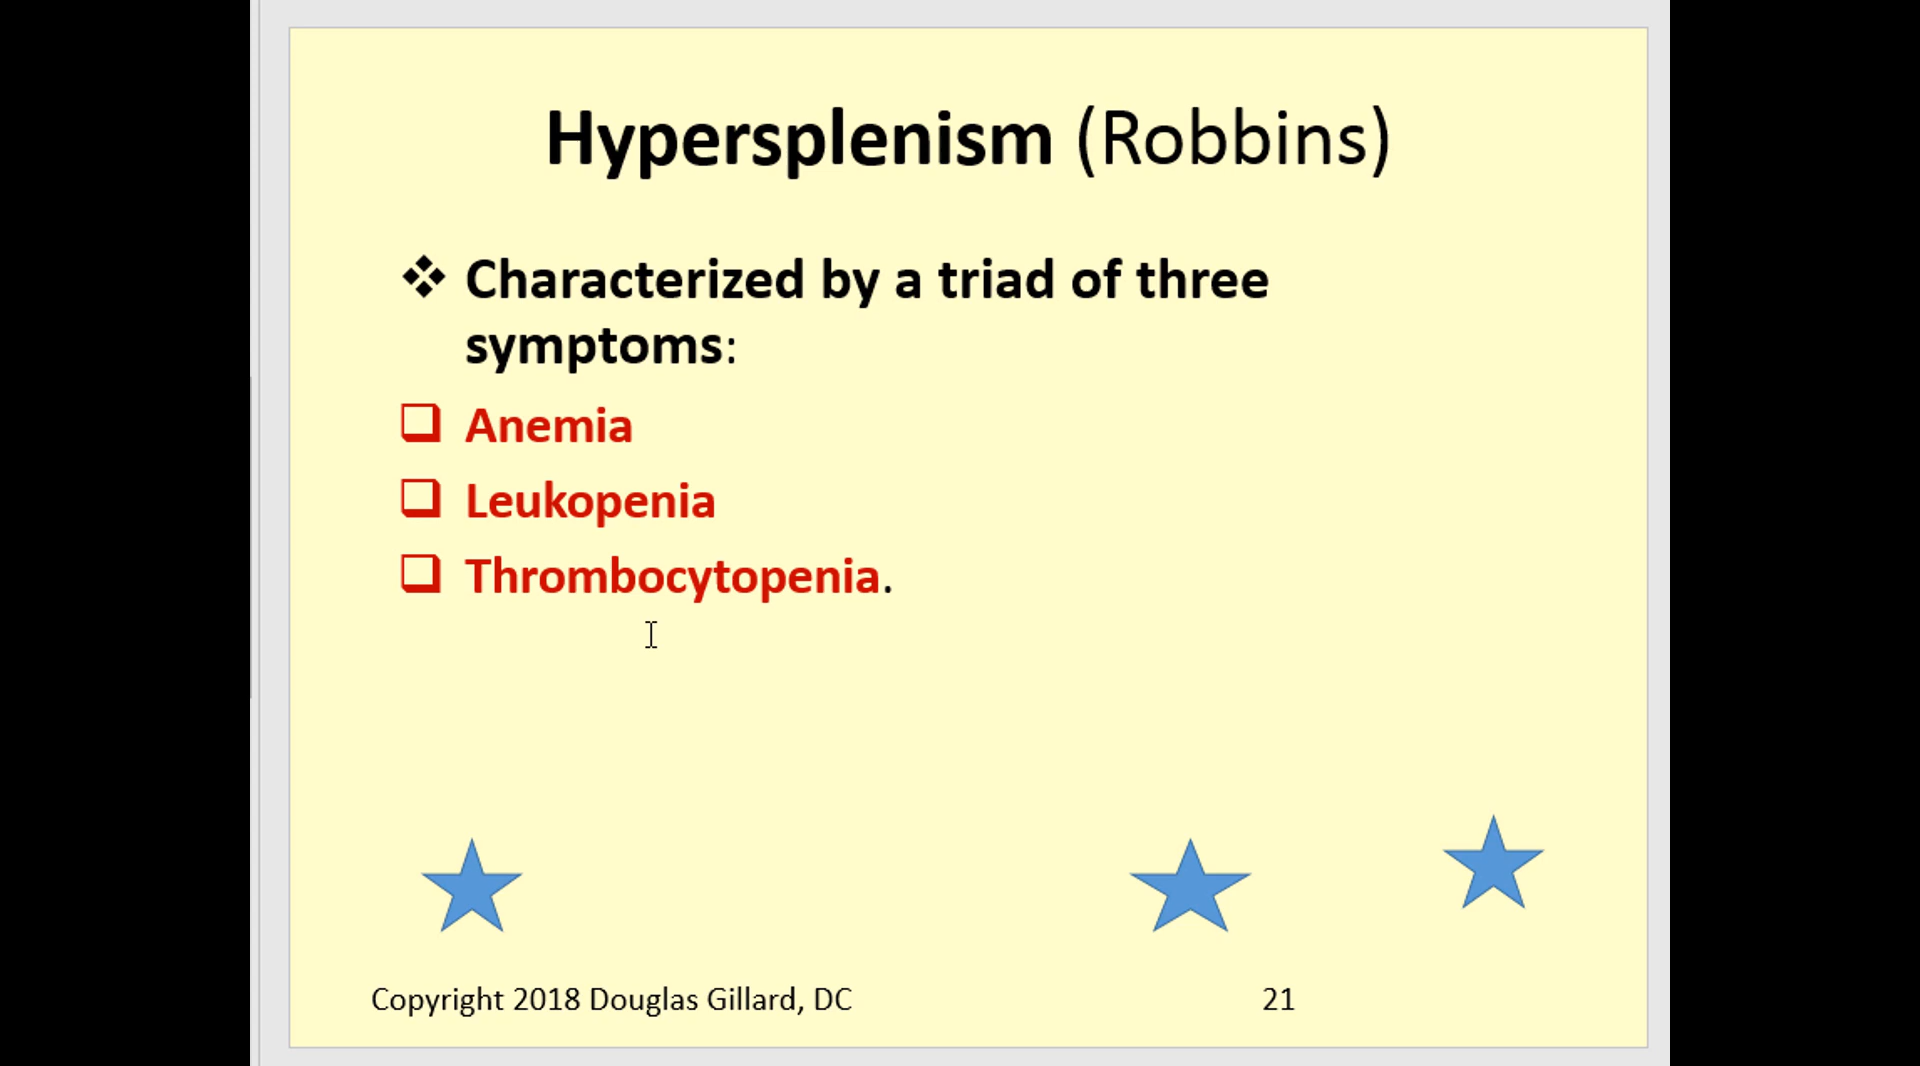 Hypersplenism (Robbins)
Characterized by a triad of three
symptoms:
Anemia
Leukopenia
Thrombocytopenia.
Copyright 2018 Douglas Gillard, DC
21